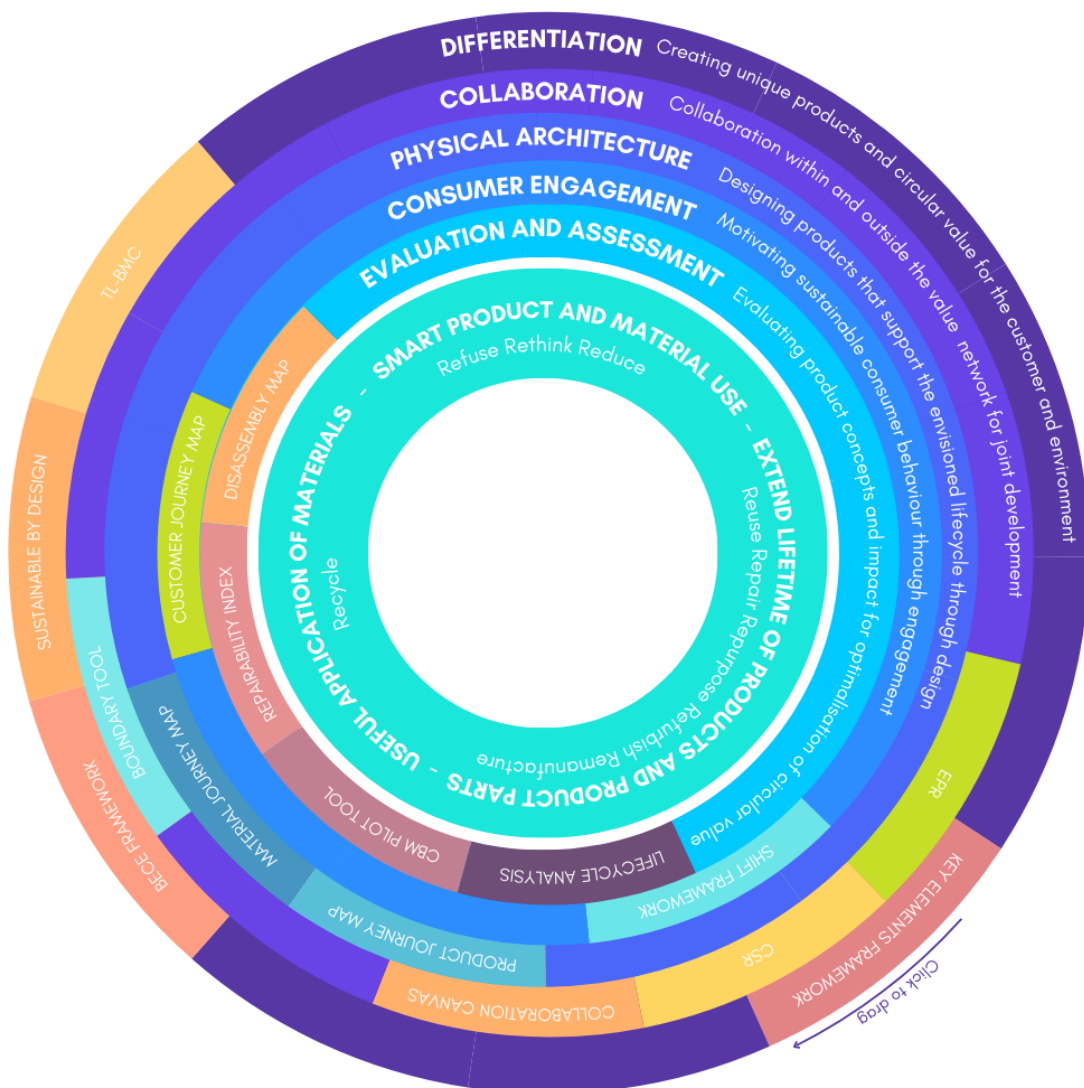 DIFFERENTIATION Creating unique products and circular value for the customer and environment
COLLABORATION Collaboration within and outside the value network for joint development
PHYSICAL ARCHITECTURE Designing products that support the envisioned lifecycle through design
CONSUMER ENGAGEMENT Motivating sustainable consumer behaviour through engagement
EVALUATION AND ASSESSMENT Evaluating product concepts and impact for optimalisation of circular value
SMART PRODUCT AND MATERIAL USE - EXTEND LIFETIME OF PRODUCTS AND PRODUCT PARTS - USEFUL APPLICATION OF MATERIALS -
Refuse Rethink Reduce
Reuse Repair Repurpose Refurbish Remanufacture
Recycle
TL-BMC
SUSTAINABLE BY DESIGN
BECE FRAMEWORK
KEY ELEMENTS FRAMEWORK
BOUNDARY TOOL
COLLABORATION CANVAS
CSR
EPR
MATERIAL JOURNEY MAP
PRODUCT JOURNEY MAP
CUSTOMER JOURNEY MAP
SHIFT FRAMEWORK
DISASSEMBLY MAP
REPAIRABILITY INDEX
CBM PILOT TOOL
LIFECYCLE ANALYSIS
Click to drag